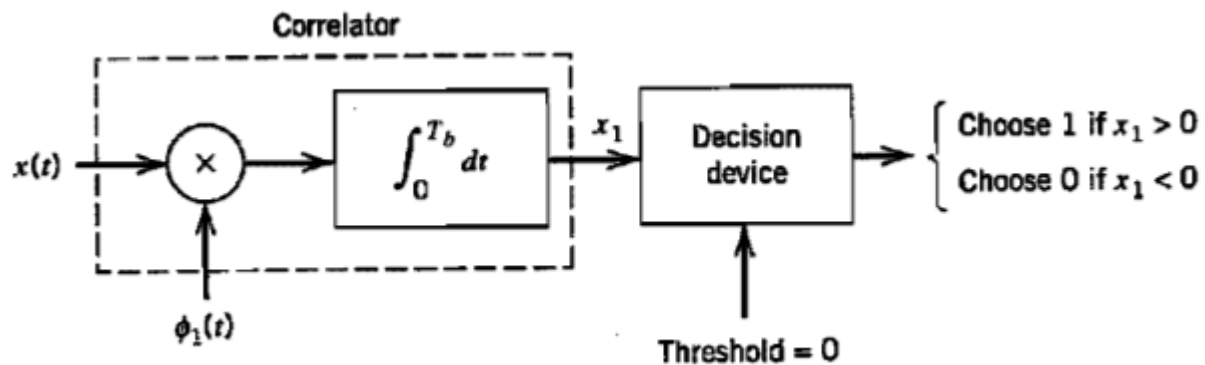 Correlator
x(t)
×
∫₀^{T_b} dt
x₁
Decision
device
Choose 1 if x₁ > 0
Choose 0 if x₁ < 0
ϕ₁(t)
Threshold = 0